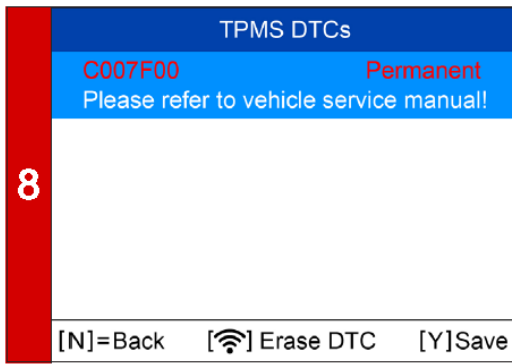 TPMS DTCs
C007F00 Permanent
Please refer to vehicle service manual!
8
[N]=Back [] Erase DTC [Y]Save